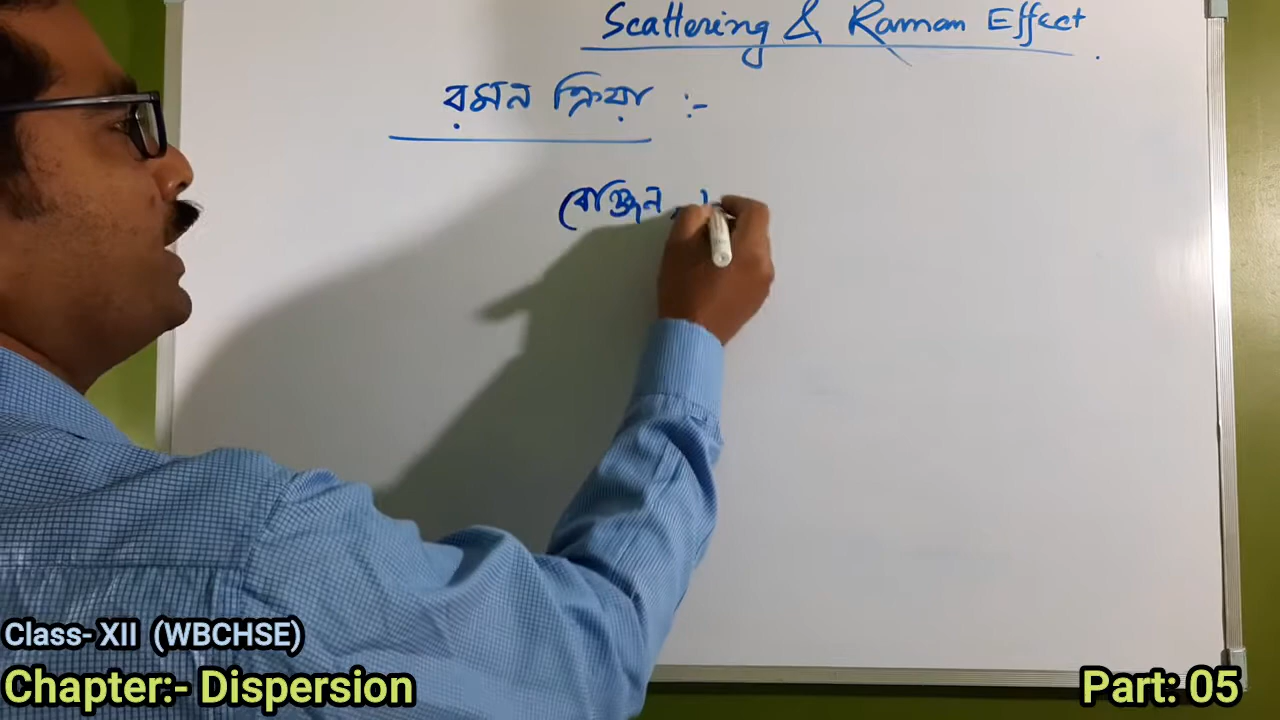 Scattering & Raman Effect
রমন ক্রিয়া :-
বেঞ্জিন
Class- XII (WBCHSE)
Chapter:- Dispersion
Part: 05